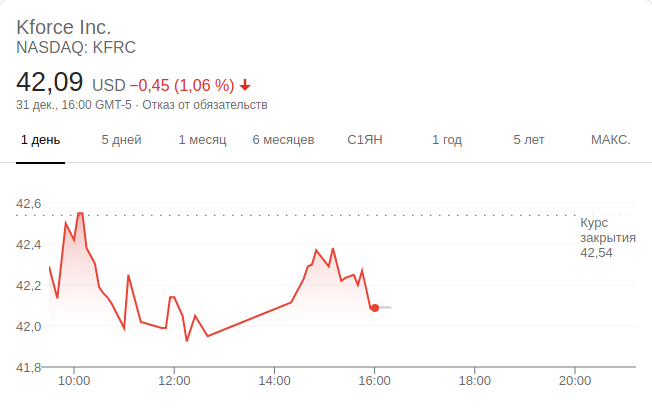 Kforce Inc.
NASDAQ: KFRC
42,09 USD −0,45 (1,06 %)
31 дек., 16:00 GMT-5 · Отказ от обязательств
1 день 5 дней 1 месяц 6 месяцев С1ЯН 1 год 5 лет МАКС.
42,6
Курс
закрытия
42,54
42,4
42,2
42,0
41,8
10:00 12:00 14:00 16:00 18:00 20:00